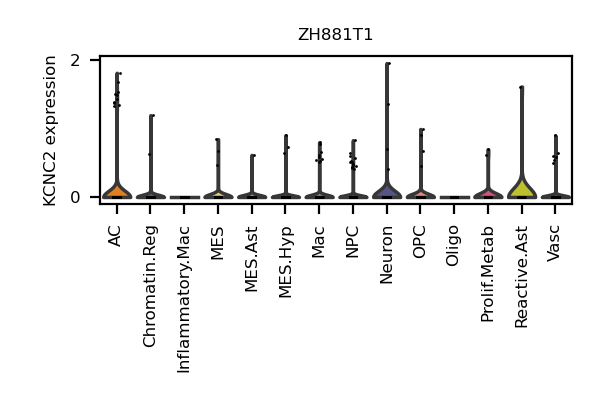 ZH881T1
KCNC2 expression
2
0
AC
Chromatin.Reg
Inflammatory.Mac
MES
MES.Ast
MES.Hyp
Mac
NPC
Neuron
OPC
Oligo
Prolif.Metab
Reactive.Ast
Vasc